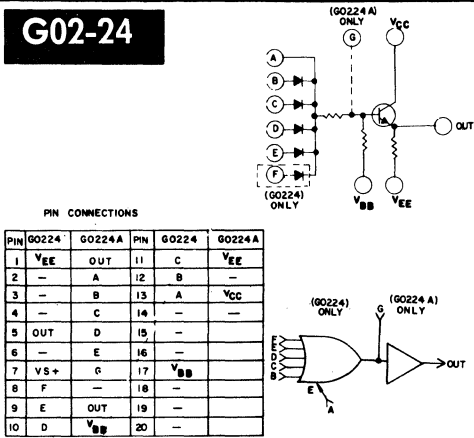 G02-24
(G0224A)
ONLY
G
VCC
A
B
C
D
E
F
OUT
(G0224)
ONLY
VBB
VEE
PIN CONNECTIONS
PIN G0224 G0224A PIN G0224 G0224A
1 VEE OUT 11 C VEE
2 — A 12 B —
3 — B 13 A VCC
4 — C 14 — —
5 OUT D 15 —
6 — E 16 —
7 VS+ G 17 VBB
8 F — 18 —
9 E OUT 19 —
10 D VBB 20 —
(G0224)
ONLY
(G0224A)
ONLY
G
F
E
D
C
B
E
A
OUT